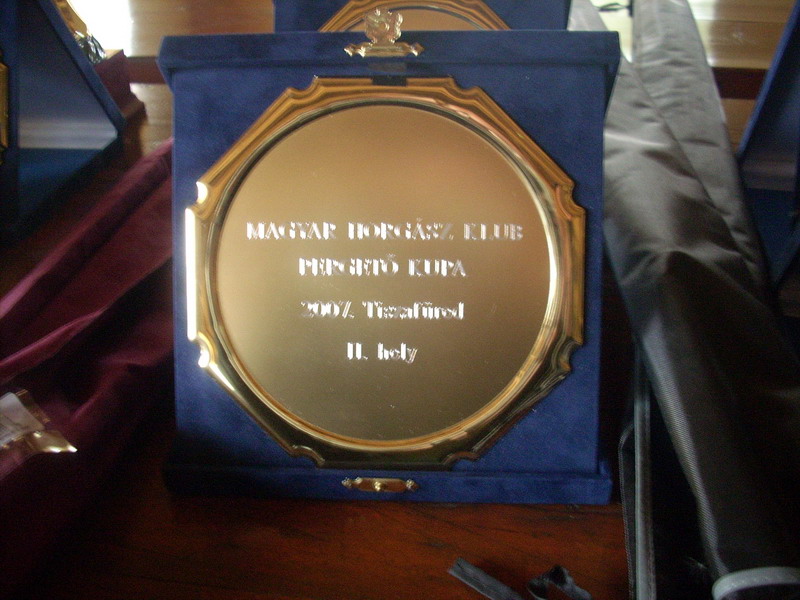 MAGYAR HORGÁSZ KLUB
PERGETŐ KUPA
2007. Tiszafüred
II. hely